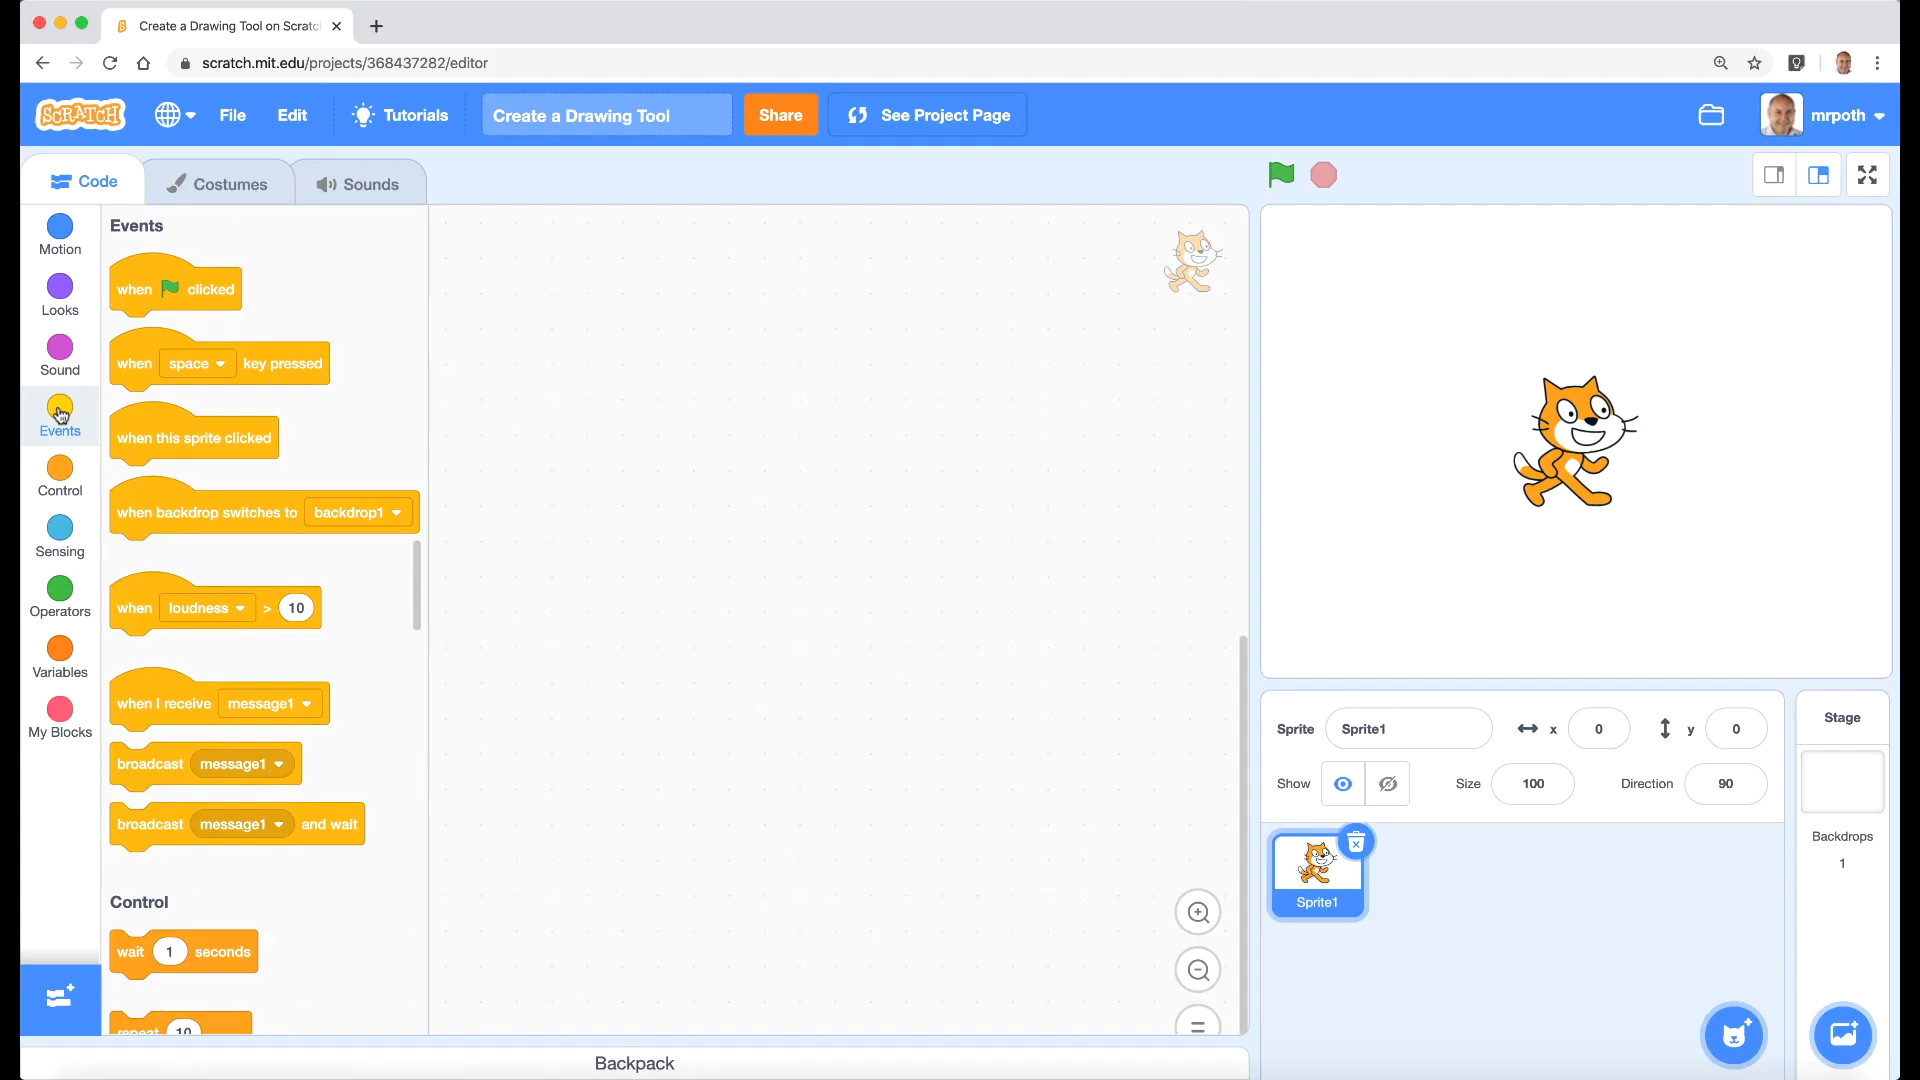 Create a Drawing Tool on Scratc
scratch.mit.edu/projects/368437282/editor
SCRATCH
File
Edit
Tutorials
Create a Drawing Tool
Share
See Project Page
mrpoth
Code
Costumes
Sounds
Motion
Looks
Sound
Events
Control
Sensing
Operators
Variables
My Blocks
Events
when clicked
when space key pressed
when this sprite clicked
when backdrop switches to backdrop1
when loudness > 10
when I receive message1
broadcast message1
broadcast message1 and wait
Control
wait 1 seconds
repeat 10
Backpack
Sprite Sprite1 x 0 y 0
Show Size 100 Direction 90
Sprite1
Stage
Backdrops
1